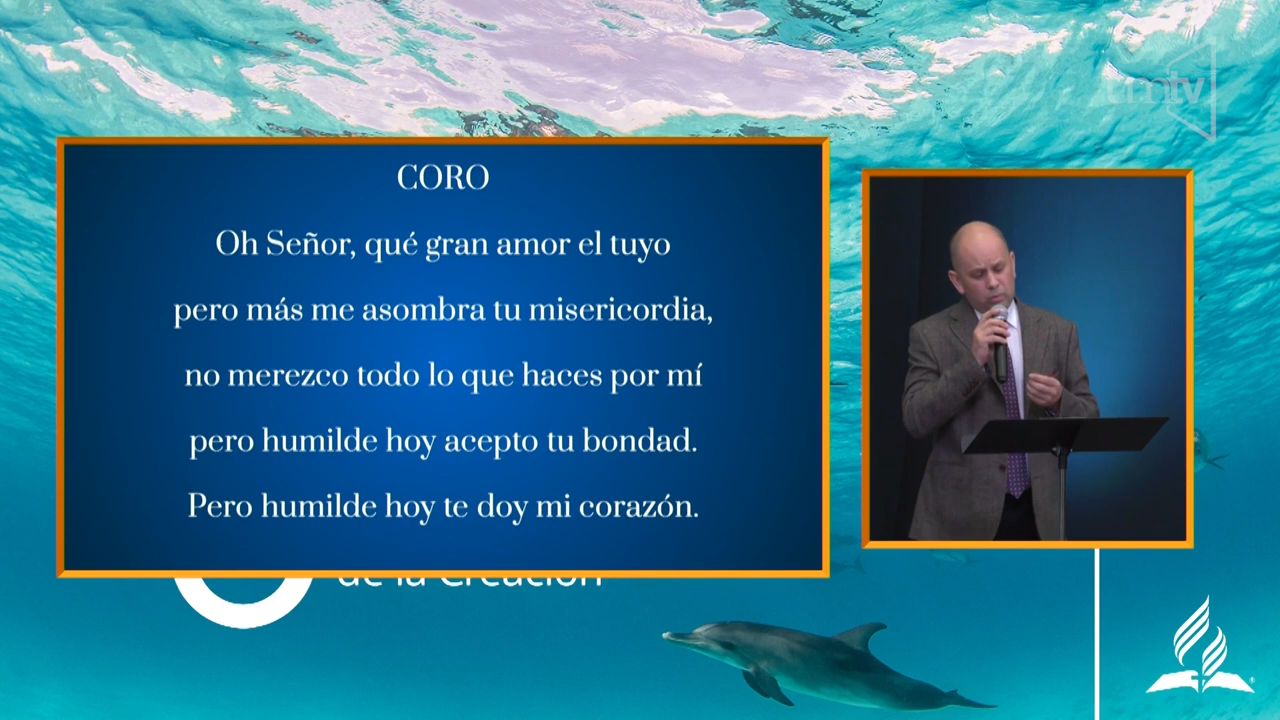 mtv
CORO
Oh Señor, qué gran amor el tuyo
pero más me asombra tu misericordia,
no merezco todo lo que haces por mí
pero humilde hoy acepto tu bondad.
Pero humilde hoy te doy mi corazón.
de la Creación